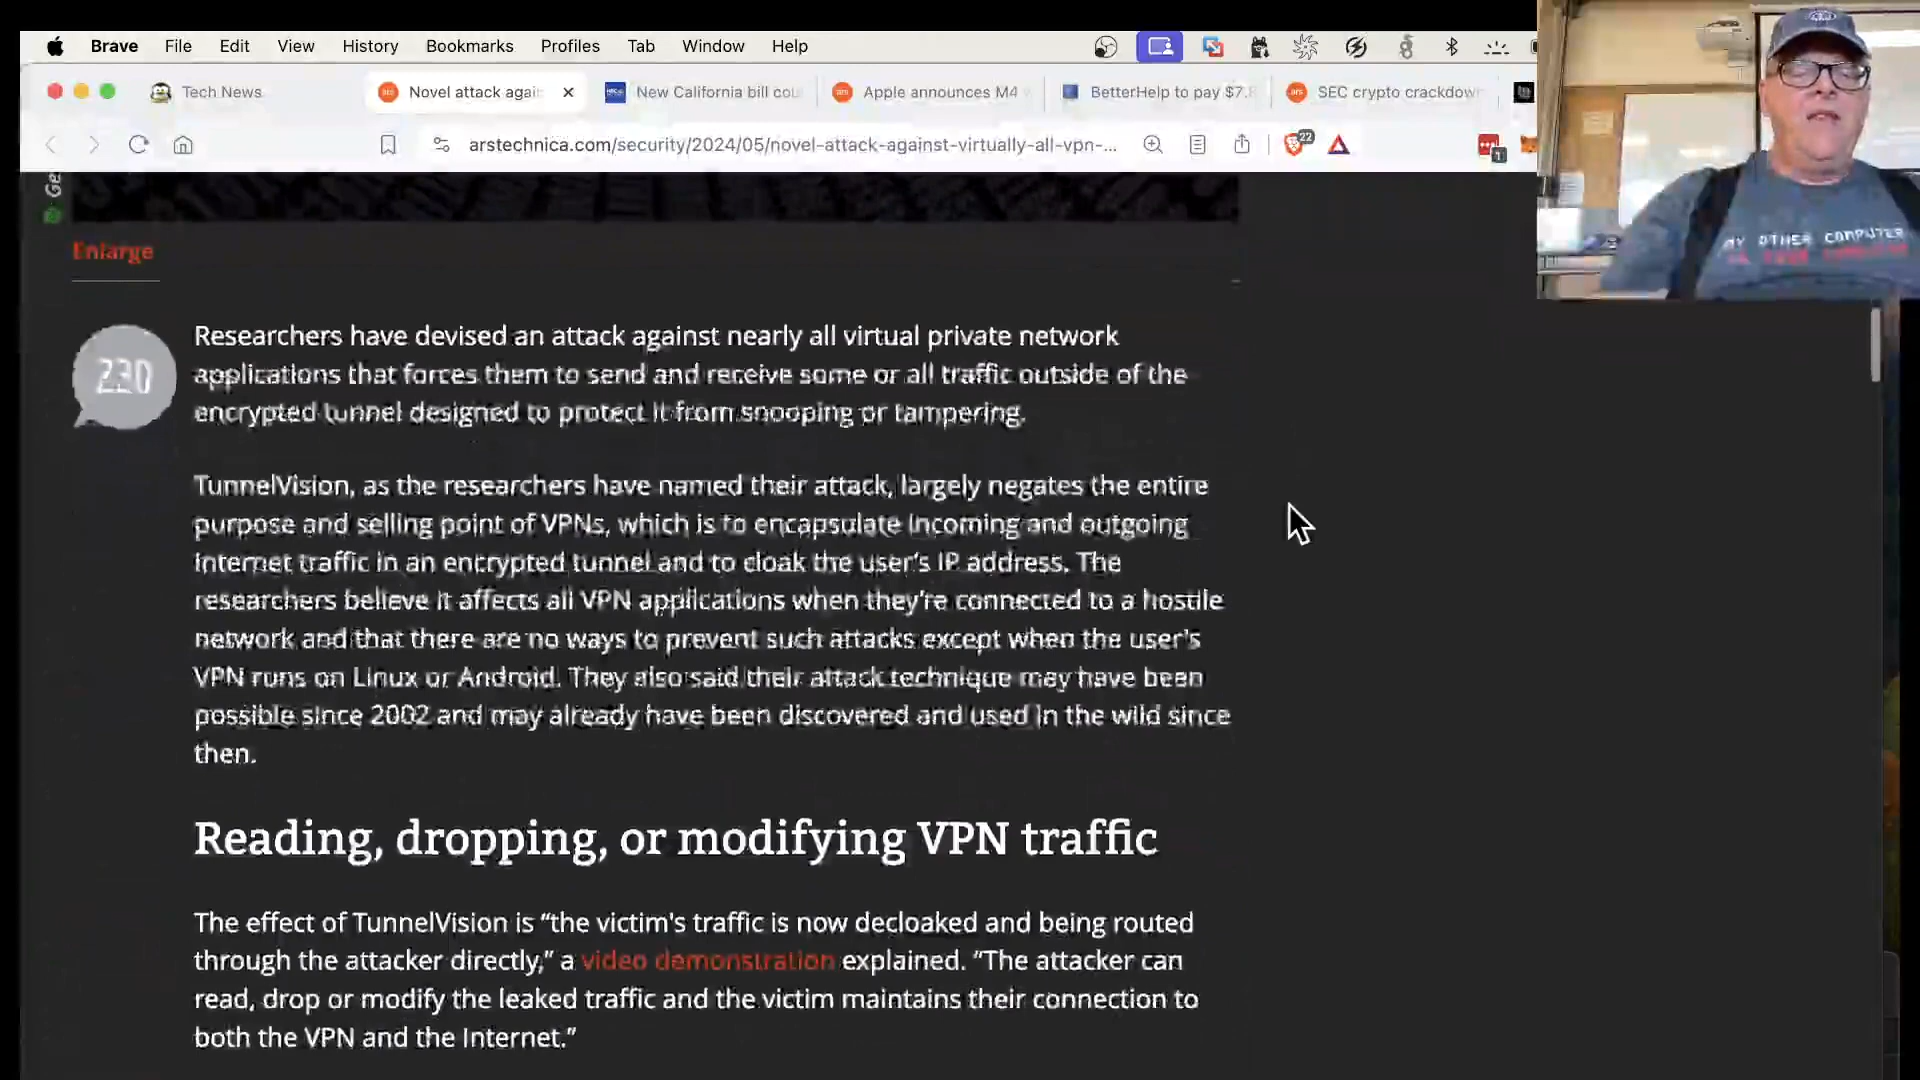 Brave File Edit View History Bookmarks Profiles Tab Window Help
Tech News Novel attack again New California bill cou Apple announces M4 BetterHelp to pay $7.8 SEC crypto crackdown
arstechnica.com/security/2024/05/novel-attack-against-virtually-all-vpn-... 22 1
MY OTHER COMPUTER
IS YOUR COMPUTER
Ge
Enlarge
230
Researchers have devised an attack against nearly all virtual private network
applications that forces them to send and receive some or all traffic outside of the
encrypted tunnel designed to protect it from snooping or tampering.
TunnelVision, as the researchers have named their attack, largely negates the entire
purpose and selling point of VPNs, which is to encapsulate incoming and outgoing
Internet traffic in an encrypted tunnel and to cloak the user's IP address. The
researchers believe it affects all VPN applications when they're connected to a hostile
network and that there are no ways to prevent such attacks except when the user's
VPN runs on Linux or Android. They also said their attack technique may have been
possible since 2002 and may already have been discovered and used in the wild since
then.
Reading, dropping, or modifying VPN traffic
The effect of TunnelVision is “the victim's traffic is now decloaked and being routed
through the attacker directly,” a video demonstration explained. “The attacker can
read, drop or modify the leaked traffic and the victim maintains their connection to
both the VPN and the Internet.”